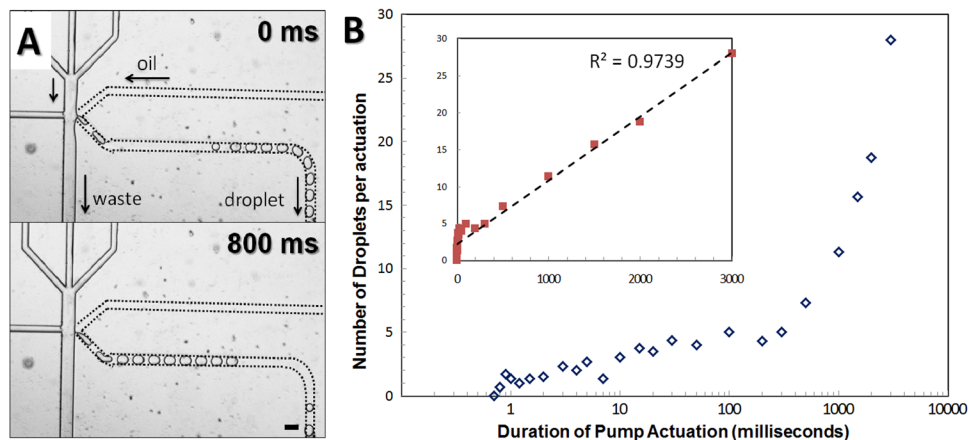 A
0 ms
oil
waste
droplet
800 ms
B
Number of Droplets per actuation
30
25
20
15
10
5
0
30
25
20
15
10
5
0
R² = 0.9739
0
1000
2000
3000
1
10
100
1000
10000
Duration of Pump Actuation (milliseconds)